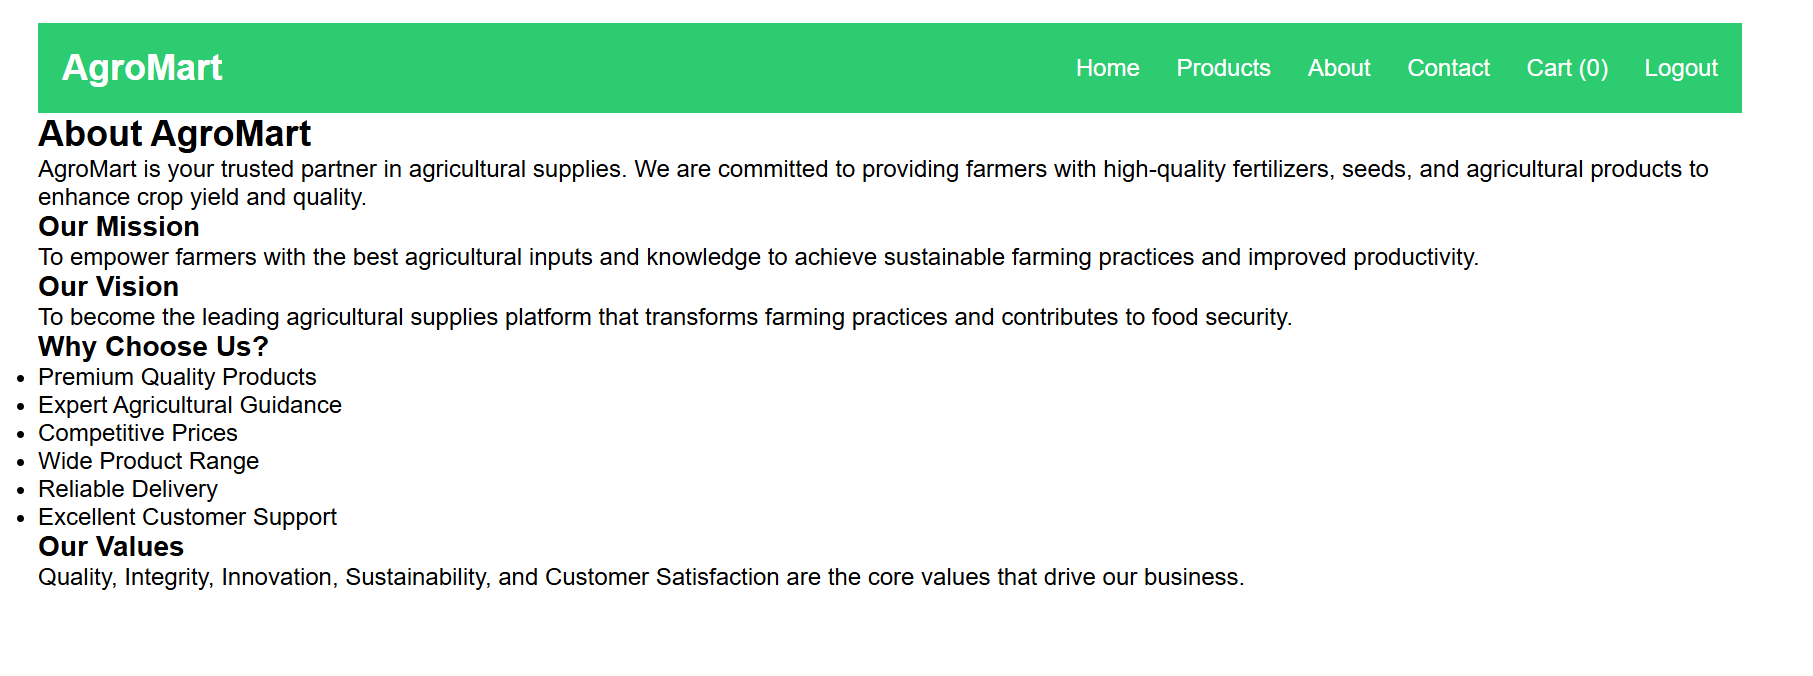 AgroMart
Home Products About Contact Cart (0) Logout
About AgroMart
AgroMart is your trusted partner in agricultural supplies. We are committed to providing farmers with high-quality fertilizers, seeds, and agricultural products to
enhance crop yield and quality.
Our Mission
To empower farmers with the best agricultural inputs and knowledge to achieve sustainable farming practices and improved productivity.
Our Vision
To become the leading agricultural supplies platform that transforms farming practices and contributes to food security.
Why Choose Us?
• Premium Quality Products
• Expert Agricultural Guidance
• Competitive Prices
• Wide Product Range
• Reliable Delivery
• Excellent Customer Support
Our Values
Quality, Integrity, Innovation, Sustainability, and Customer Satisfaction are the core values that drive our business.